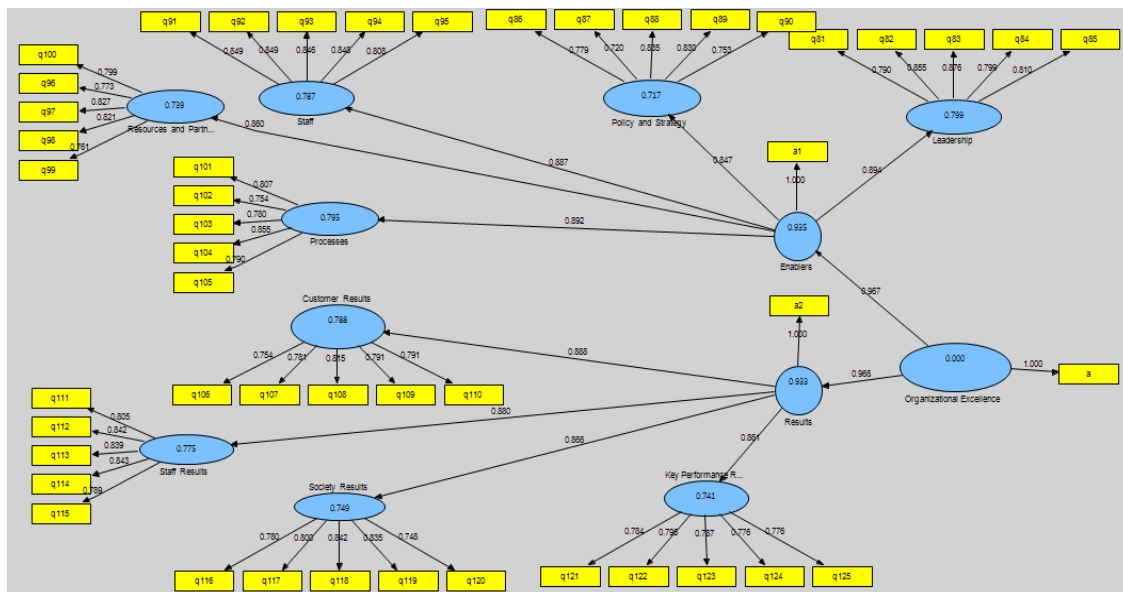 q91
q92
q93
q94
q95
0.849
0.849
0.846
0.808
0.787
Staff
q86
q87
q88
q89
q90
0.779
0.720
0.830
0.753
0.717
Policy and Strategy
q81
q82
q83
q84
q85
0.790
0.855
0.876
0.799
0.810
0.799
Leadership
q100
q96
q97
q98
q99
0.799
0.773
0.827
0.821
0.739
Resources and Partn...
0.860
0.887
0.847
0.894
a1
1.000
q101
q102
q103
q104
q105
0.807
0.754
0.780
0.855
0.790
0.795
Processes
0.892
0.935
Enablers
0.967
Customer Results
0.788
0.754
0.781
0.815
0.791
0.791
q106
q107
q108
q109
q110
0.888
a2
1.000
0.933
Results
0.966
0.000
Organizational Excellence
1.000
a
q111
q112
q113
q114
q115
0.805
0.842
0.839
0.843
0.789
0.775
Staff Results
0.880
0.866
0.861
Society Results
0.749
0.780
0.800
0.842
0.835
0.748
q116
q117
q118
q119
q120
Key Performance R...
0.741
0.784
0.795
0.776
0.776
q121
q122
q123
q124
q125